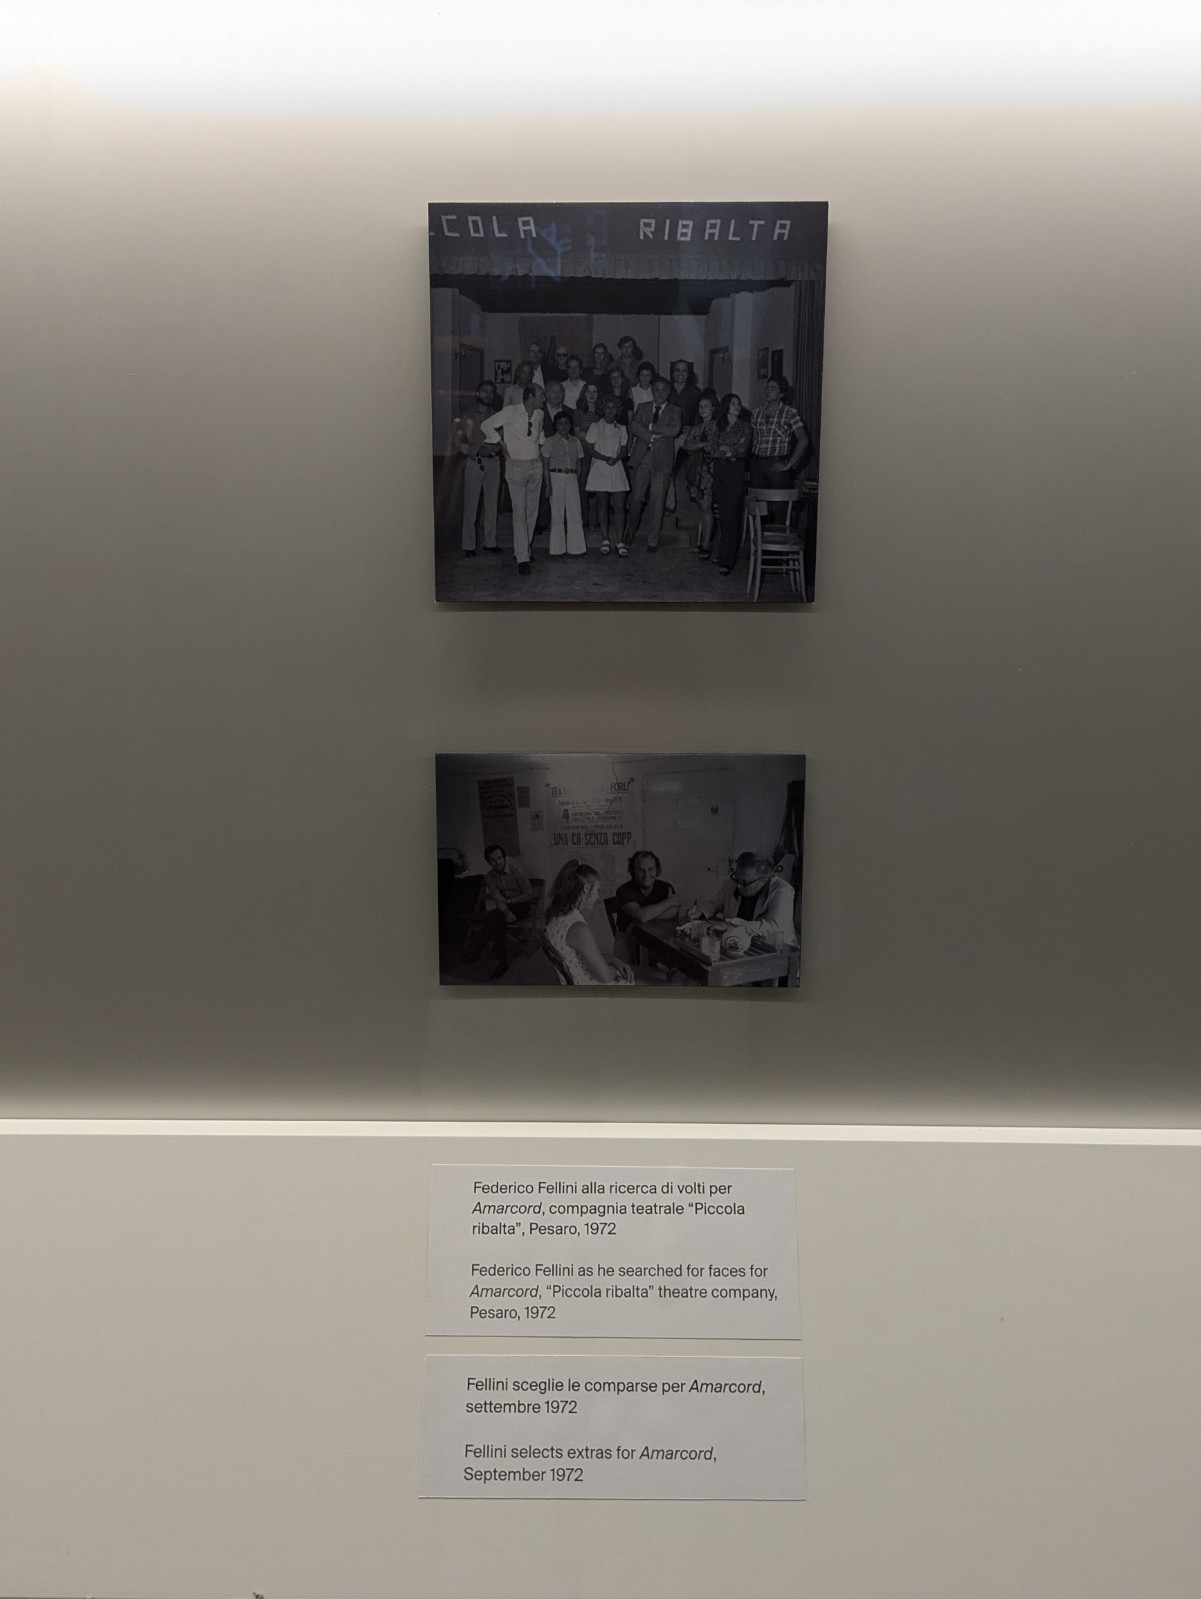 COLA RIBALTA
UNA CA SENZA COPP
Federico Fellini alla ricerca di volti per
Amarcord, compagnia teatrale “Piccola
ribalta”, Pesaro, 1972
Federico Fellini as he searched for faces for
Amarcord, “Piccola ribalta” theatre company,
Pesaro, 1972
Fellini sceglie le comparse per Amarcord,
settembre 1972
Fellini selects extras for Amarcord,
September 1972